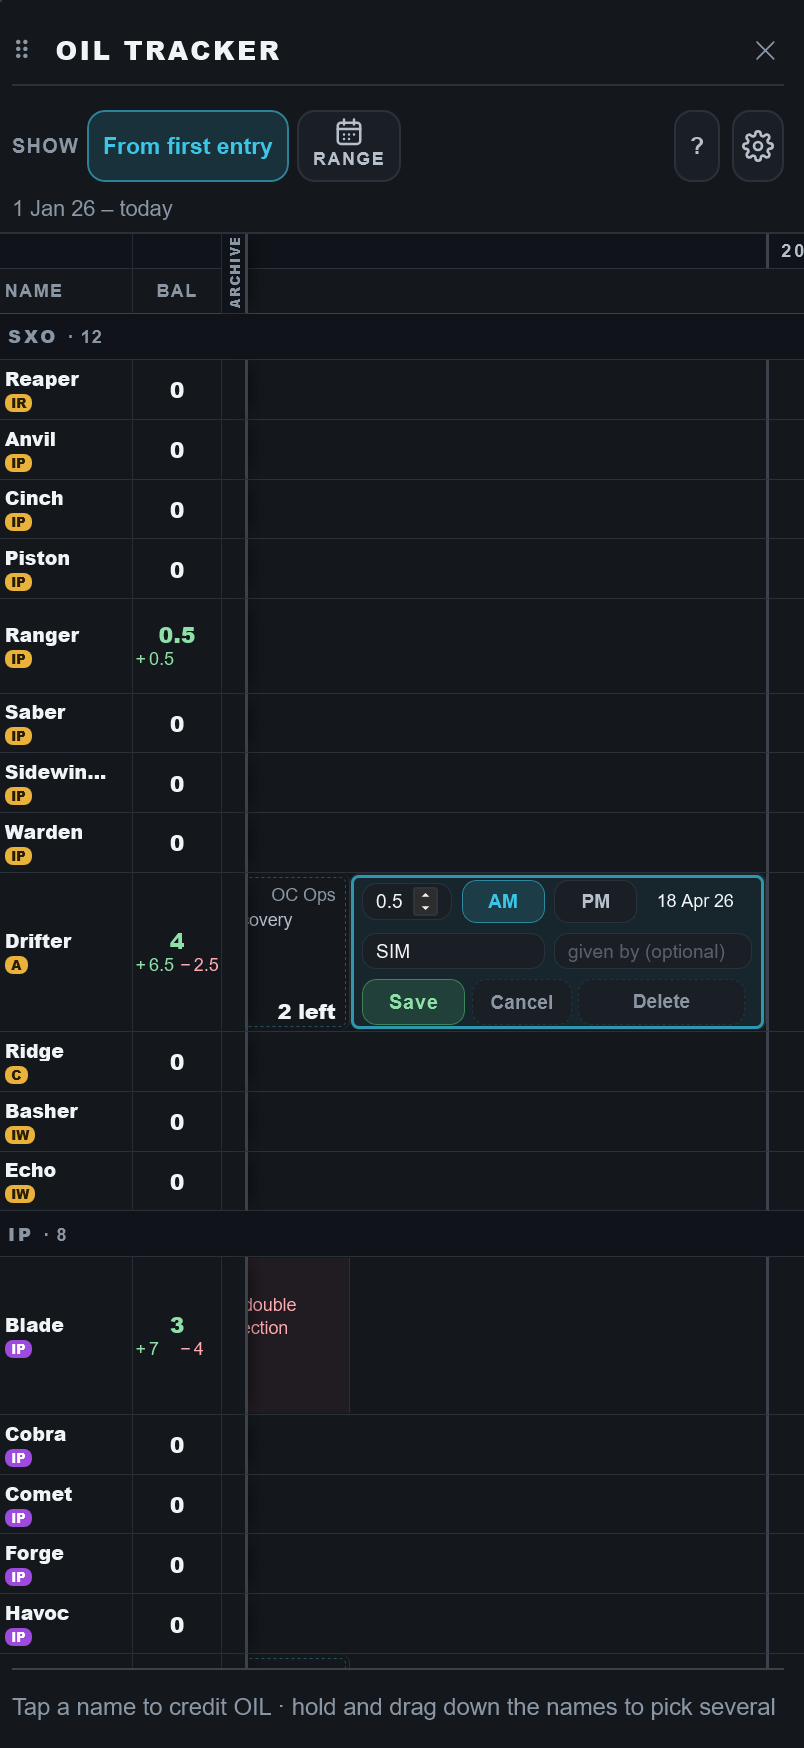 OIL TRACKER
SHOW From first entry RANGE ?
1 Jan 26 – today
ARCHIVE
20
NAME BAL
SXO · 12
Reaper
IR
0
Anvil
IP
0
Cinch
IP
0
Piston
IP
0
Ranger
IP
0.5
+0.5
Saber
IP
0
Sidewin...
IP
0
Warden
IP
0
Drifter
A
4
+6.5 −2.5
OC Ops
overy
2 left
0.5 AM PM 18 Apr 26
SIM given by (optional)
Save Cancel Delete
Ridge
C
0
Basher
IW
0
Echo
IW
0
IP · 8
Blade
IP
3
+7 −4
double
ection
Cobra
IP
0
Comet
IP
0
Forge
IP
0
Havoc
IP
0
Tap a name to credit OIL · hold and drag down the names to pick several